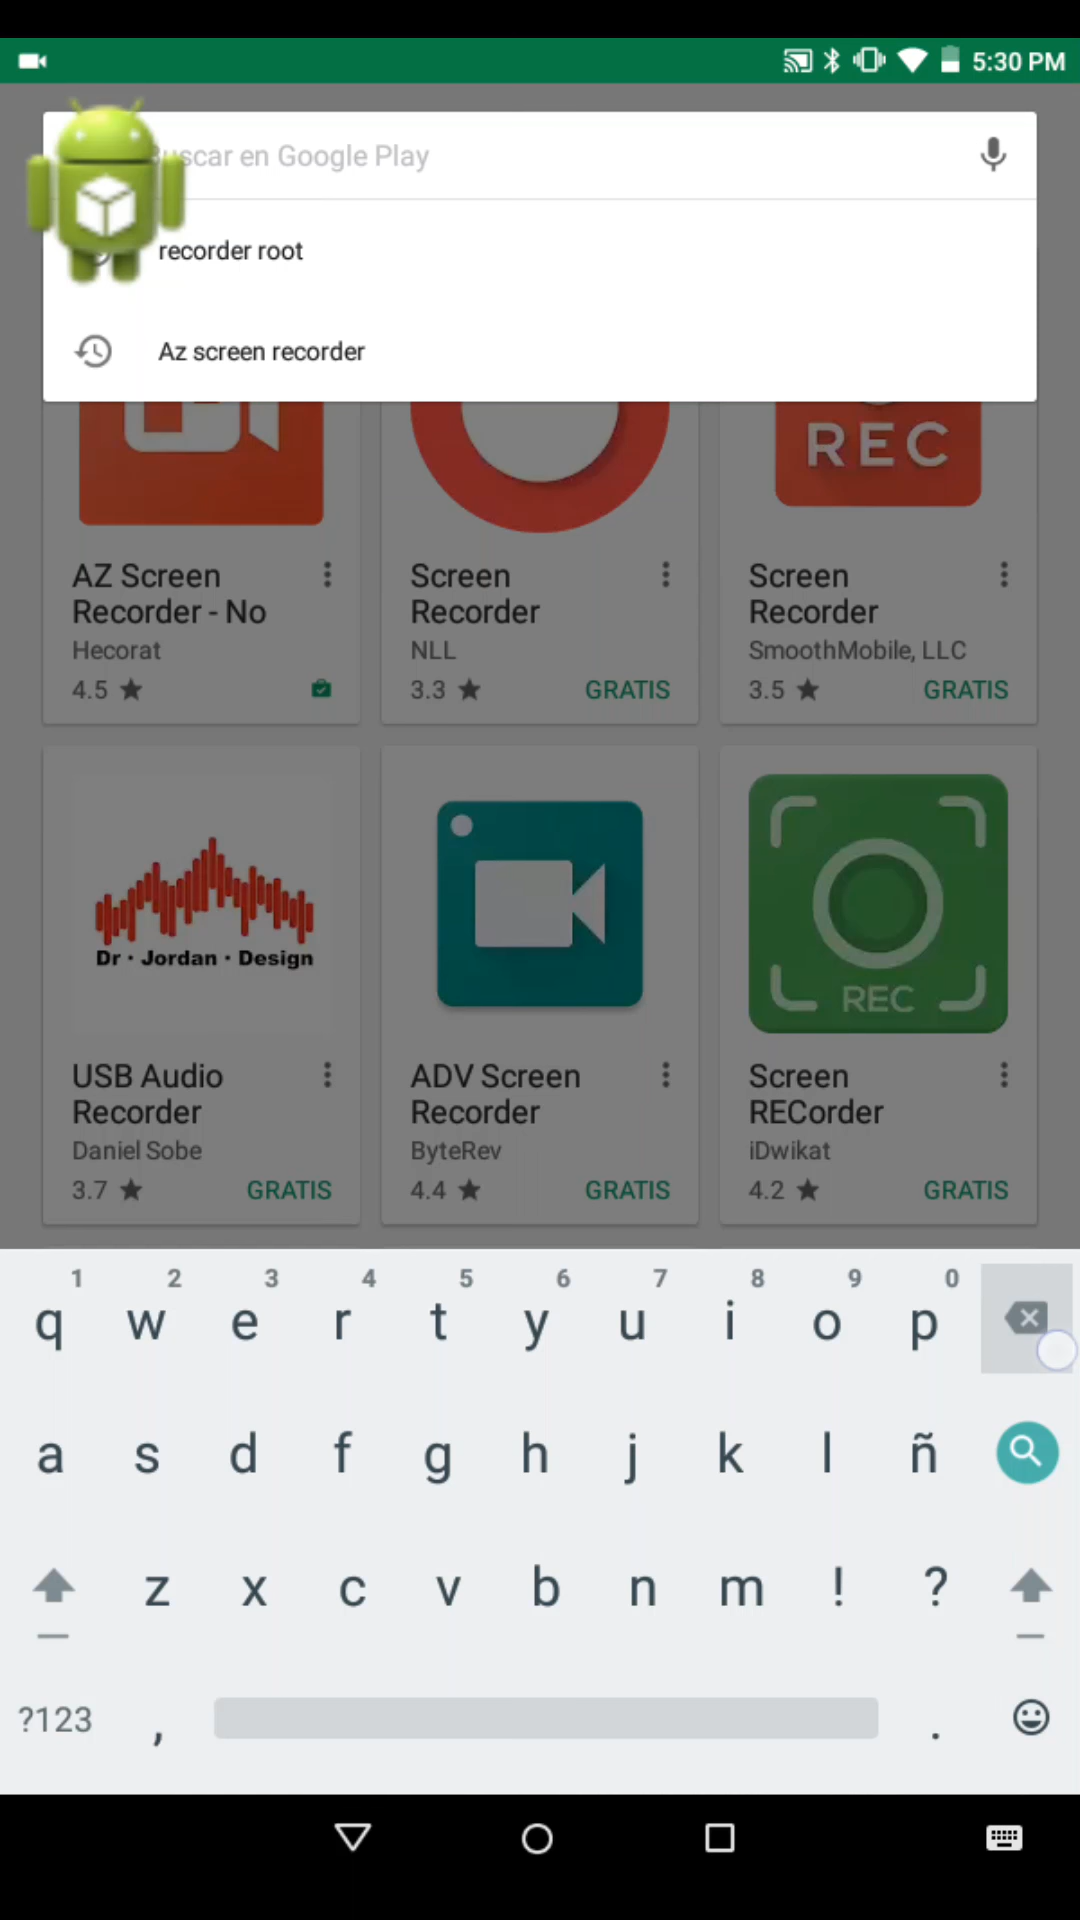 5:30 PM
uscar en Google Play
recorder root
Az screen recorder
REC
AZ Screen
Recorder - No
Hecorat
4.5
Screen
Recorder
NLL
3.3 GRATIS
Screen
Recorder
SmoothMobile, LLC
3.5 GRATIS
Dr · Jordan · Design
REC
USB Audio
Recorder
Daniel Sobe
3.7 GRATIS
ADV Screen
Recorder
ByteRev
4.4 GRATIS
Screen
RECorder
iDwikat
4.2 GRATIS
1 2 3 4 5 6 7 8 9 0
q w e r t y u i o p
a s d f g h j k l ñ
z x c v b n m ! ?
?123 , .